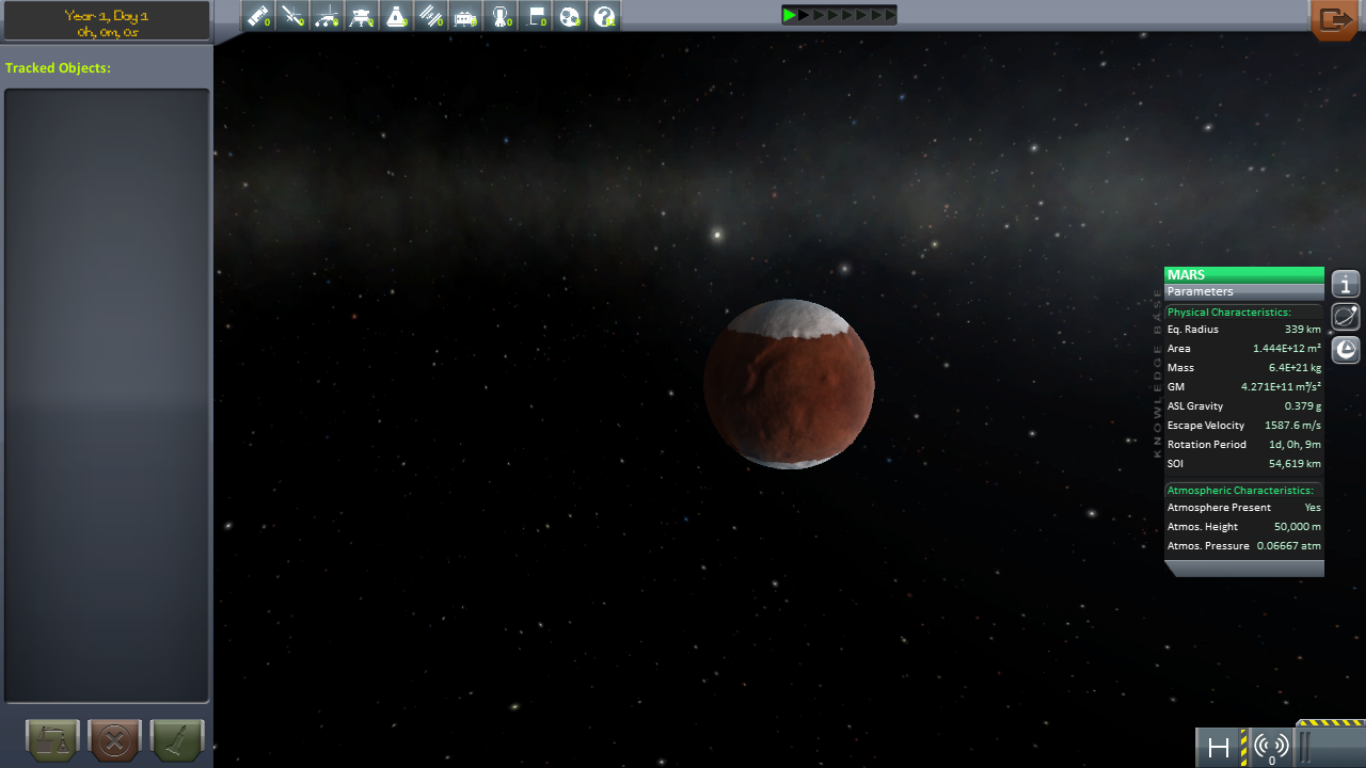 Year 1, Day 1
0h, 0m, 0s
0 0 0 0 0 0 0 0 0 0 0
Tracked Objects:
MARS
Parameters
KNOWLEDGE BASE
Physical Characteristics:
Eq. Radius 339 km
Area 1.444E+12 m²
Mass 6.4E+21 kg
GM 4.271E+11 m³/s²
ASL Gravity 0.379 g
Escape Velocity 1587.6 m/s
Rotation Period 1d, 0h, 9m
SOI 54,619 km
Atmospheric Characteristics:
Atmosphere Present Yes
Atmos. Height 50,000 m
Atmos. Pressure 0.06667 atm
0